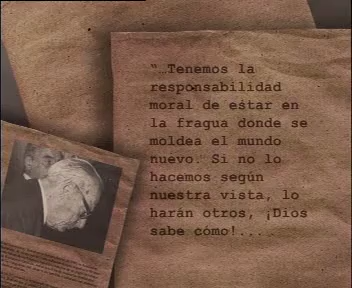 “…Tenemos la
responsabilidad
moral de estar en
la fragua donde se
moldea el mundo
nuevo. Si no lo
hacemos según
nuestra vista, lo
harán otros, ¡Dios
sabe cómo!...